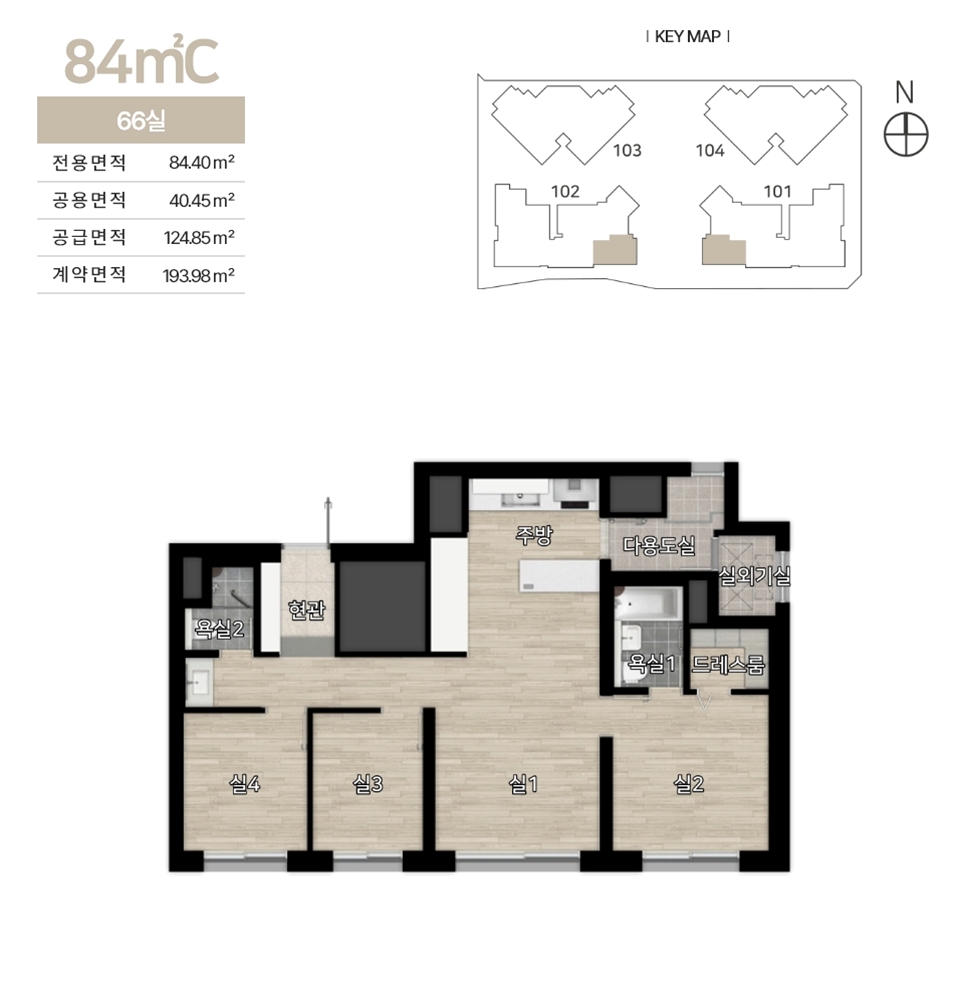 84㎡C
66실
전용면적 84.40 m²
공용면적 40.45 m²
공급면적 124.85 m²
계약면적 193.98 m²
| KEY MAP |
N
103
104
102
101
주방
다용도실
실외기실
현관
욕실2
욕실1
드레스룸
실4
실3
실1
실2